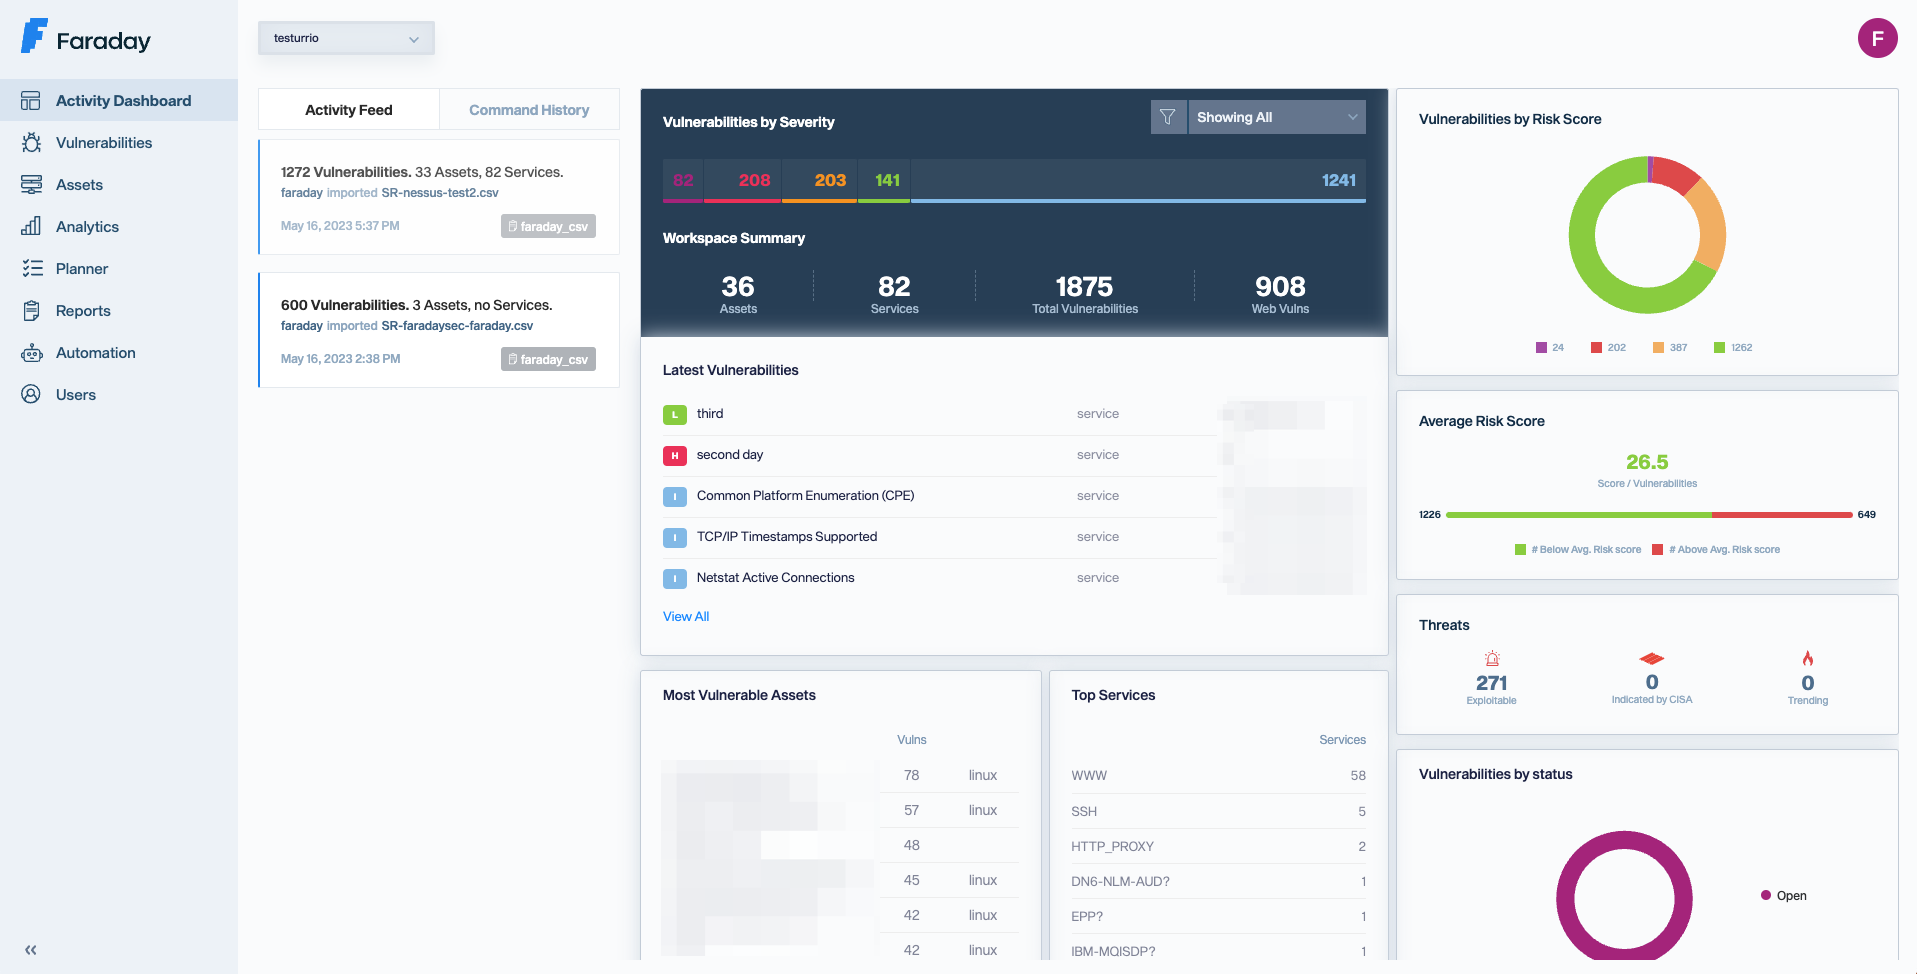 Faraday
testurrio
F
Activity Dashboard
Vulnerabilities
Assets
Analytics
Planner
Reports
Automation
Users
Activity Feed
Command History
1272 Vulnerabilities. 33 Assets, 82 Services.
faraday imported SR-nessus-test2.csv
May 16, 2023 5:37 PM
faraday_csv
600 Vulnerabilities. 3 Assets, no Services.
faraday imported SR-faradaysec-faraday.csv
May 16, 2023 2:38 PM
faraday_csv
Vulnerabilities by Severity
Showing All
82 208 203 141 1241
Workspace Summary
36 82 1875 908
Assets Services Total Vulnerabilities Web Vulns
Latest Vulnerabilities
L third service
H second day service
I Common Platform Enumeration (CPE) service
I TCP/IP Timestamps Supported service
I Netstat Active Connections service
View All
Most Vulnerable Assets
Vulns
78 linux
57 linux
48
45 linux
42 linux
42 linux
Top Services
Services
WWW 58
SSH 5
HTTP_PROXY 2
DN6-NLM-AUD? 1
EPP? 1
IBM-MQISDP? 1
Vulnerabilities by Risk Score
24 202 387 1262
Average Risk Score
26.5
Score / Vulnerabilities
1226 649
# Below Avg. Risk score # Above Avg. Risk score
Threats
271 0 0
Exploitable Indicated by CISA Trending
Vulnerabilities by status
Open